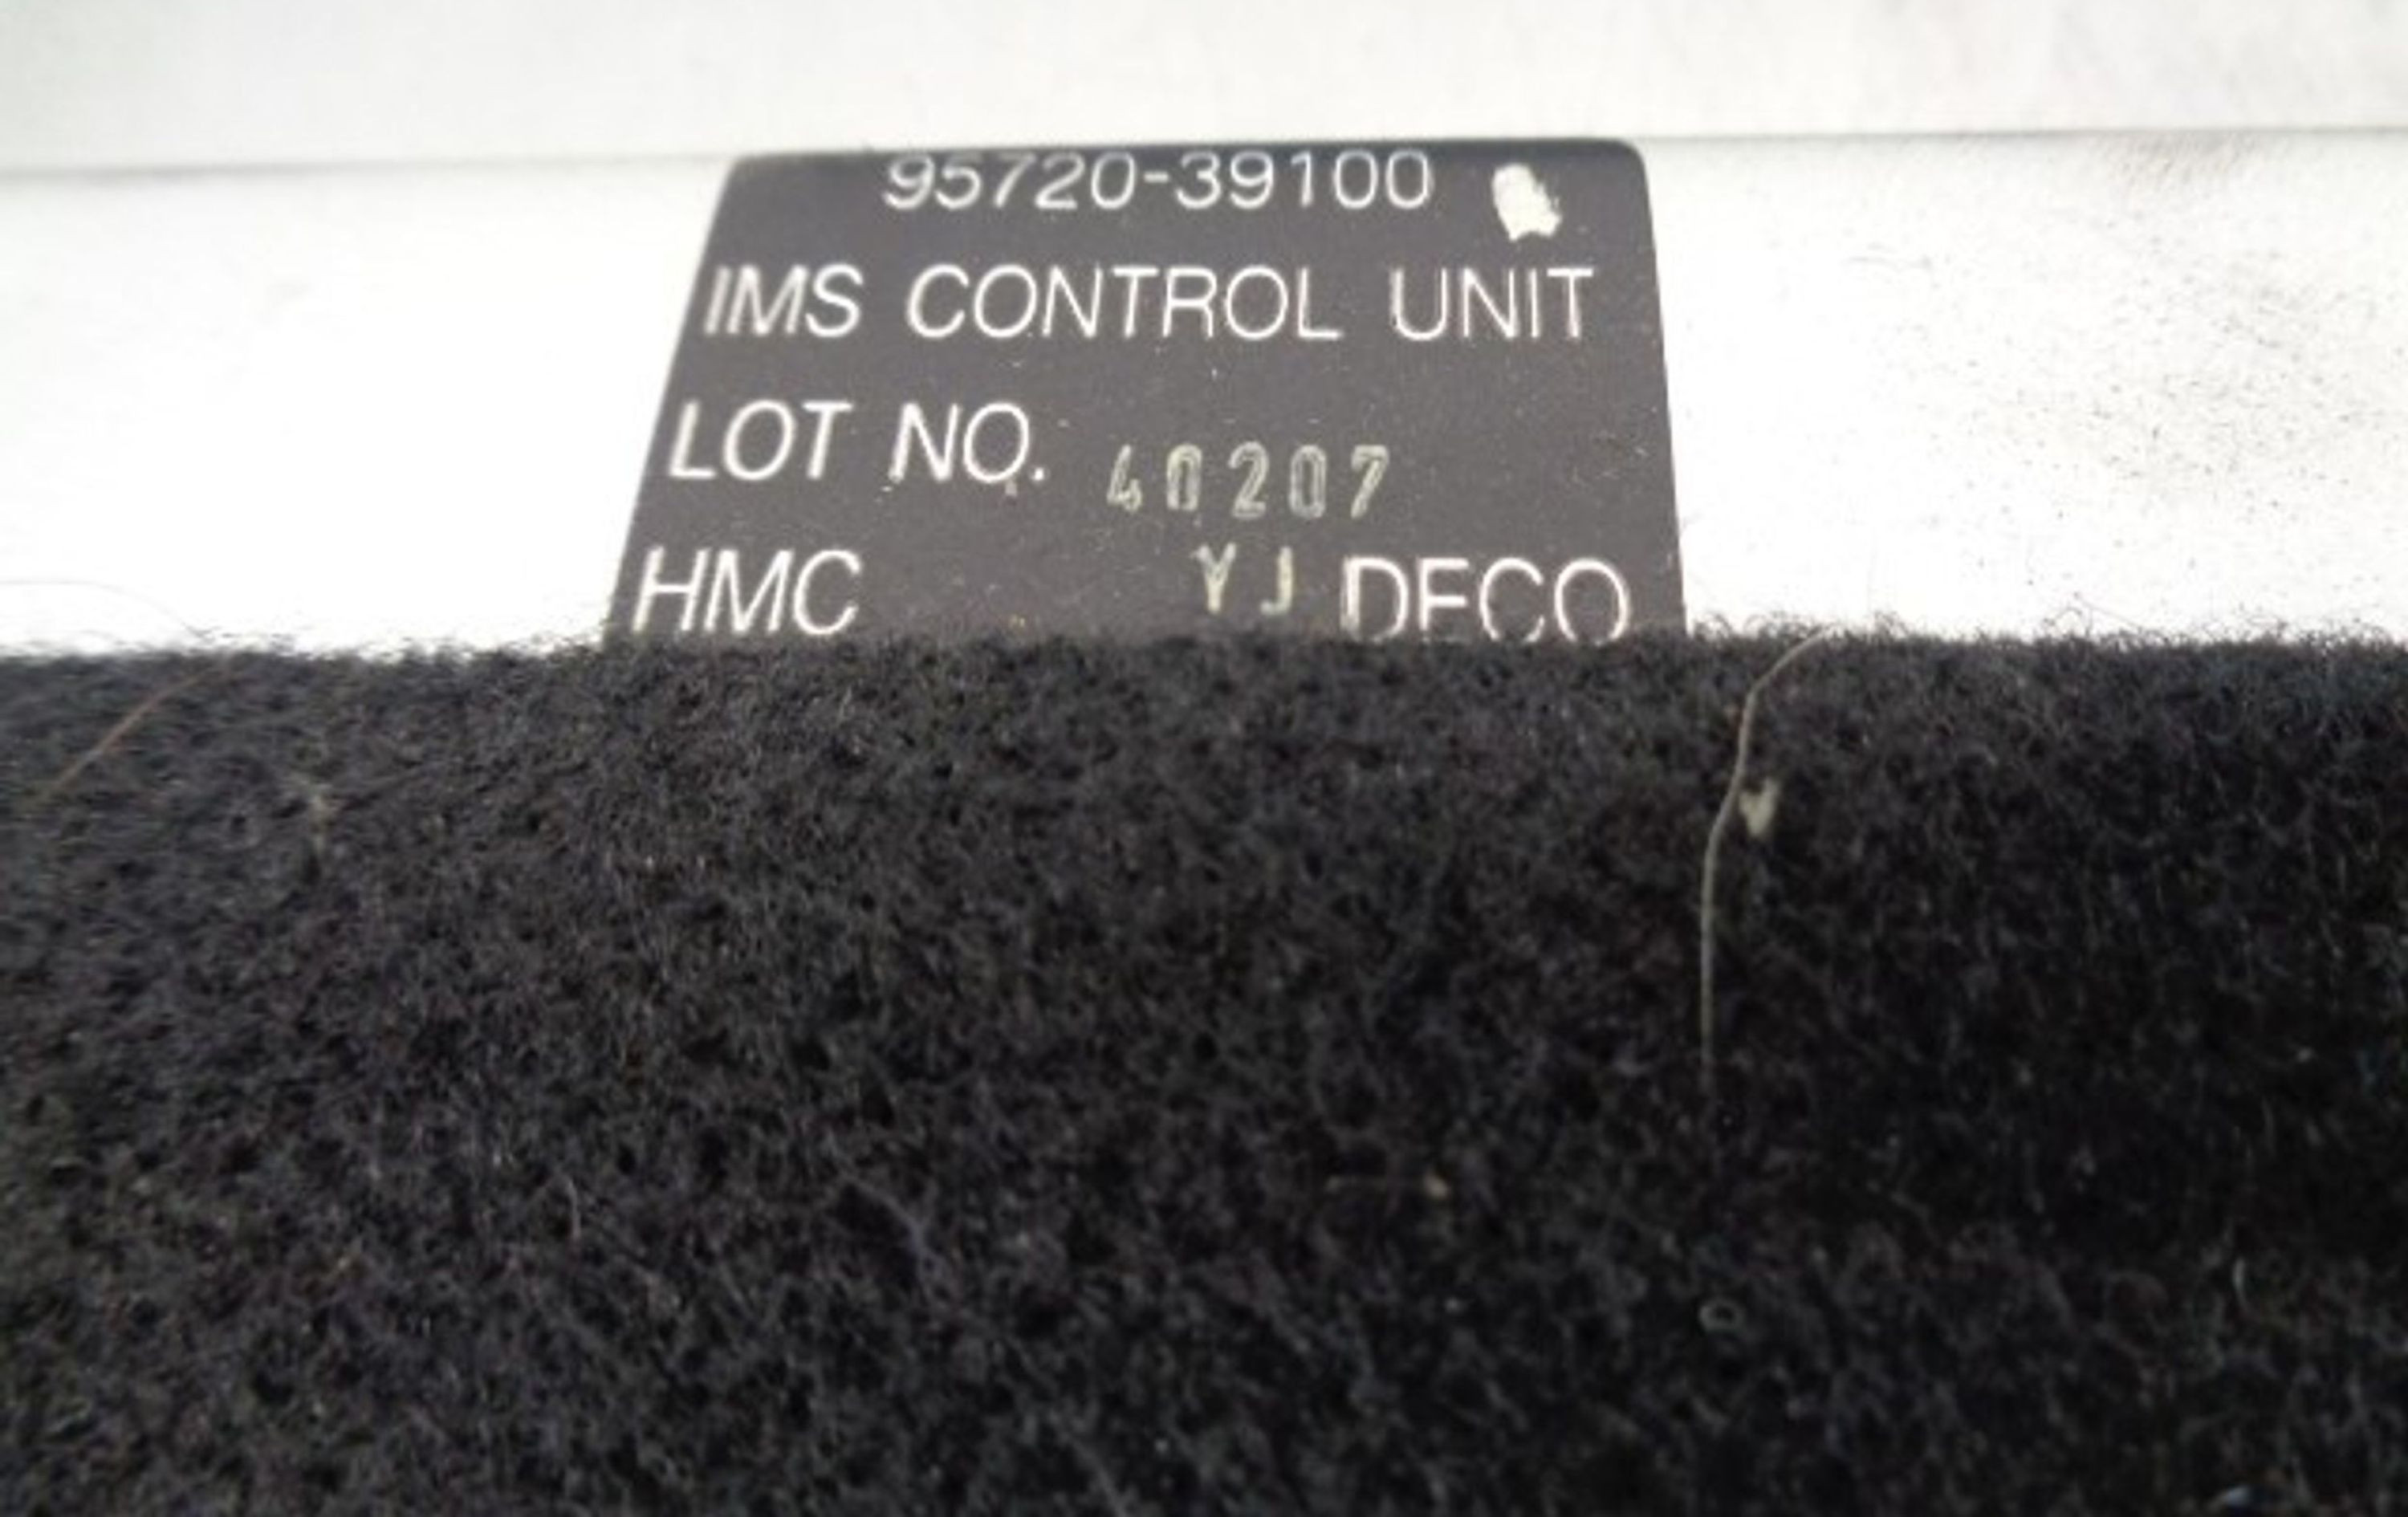 95720-39100
IMS CONTROL UNIT
LOT NO. 40207
HMC YJ DECO